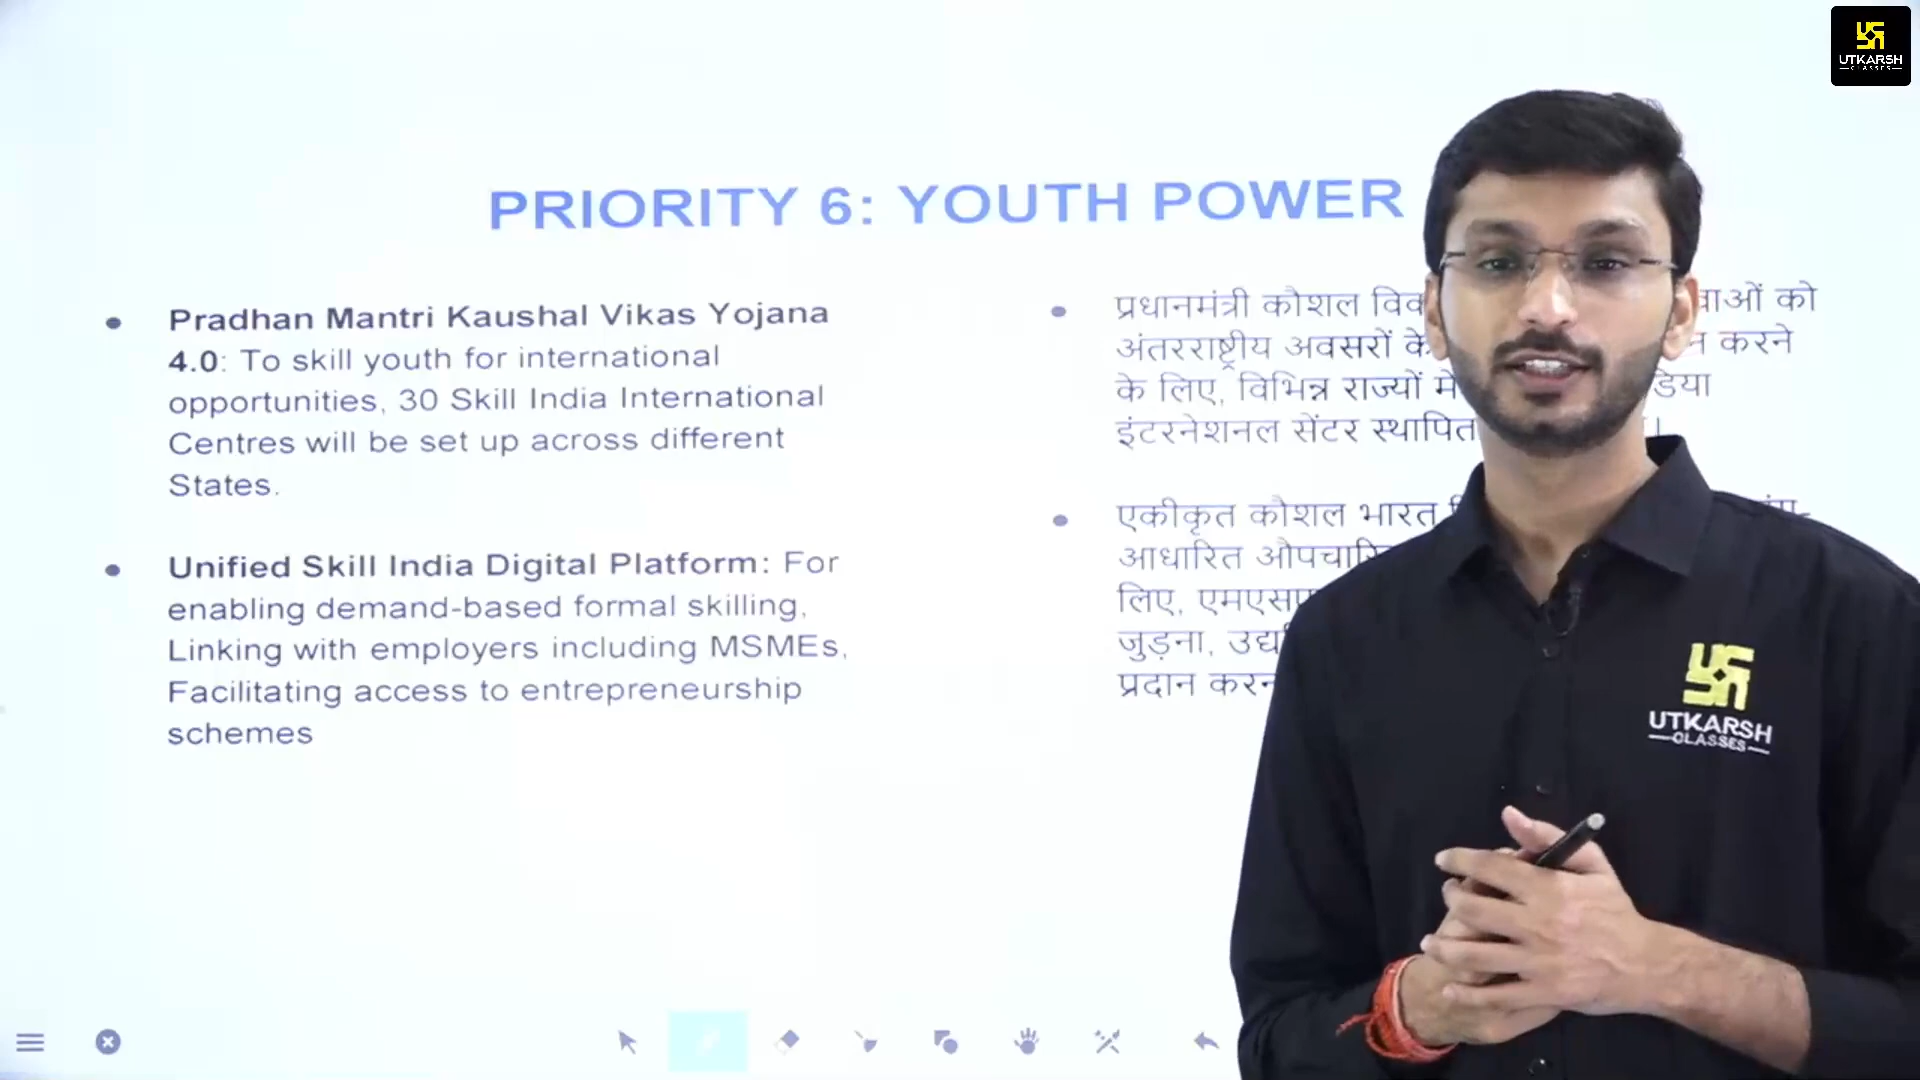 UTKARSH
CLASSES
PRIORITY 6: YOUTH POWER
Pradhan Mantri Kaushal Vikas Yojana
4.0: To skill youth for international
opportunities, 30 Skill India International
Centres will be set up across different
States.
Unified Skill India Digital Platform: For
enabling demand-based formal skilling,
Linking with employers including MSMEs,
Facilitating access to entrepreneurship
schemes
प्रधानमंत्री कौशल को
अंतरराष्ट्रीय अवसरों के करने
के लिए, विभिन्न राज्यों में
इंटरनेशनल सेंटर स्थापित
एकीकृत कौशल भारत
आधारित
लिए,
जुड़ना,
प्रदान
UTKARSH
CLASSES